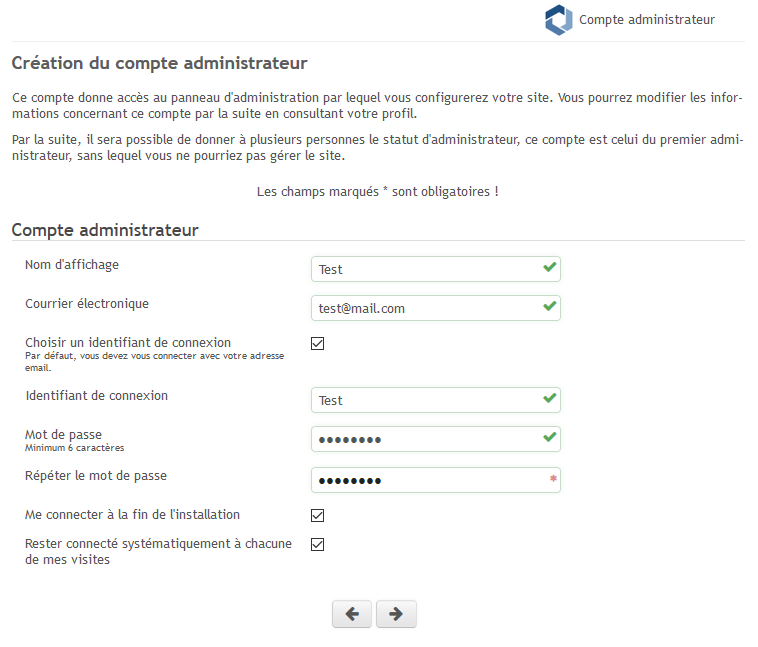 Compte administrateur
Création du compte administrateur
Ce compte donne accès au panneau d'administration par lequel vous configurerez votre site. Vous pourrez modifier les infor-
mations concernant ce compte par la suite en consultant votre profil.
Par la suite, il sera possible de donner à plusieurs personnes le statut d'administrateur, ce compte est celui du premier admi-
nistrateur, sans lequel vous ne pourriez pas gérer le site.
Les champs marqués * sont obligatoires !
Compte administrateur
Nom d'affichage
Test
Courrier électronique
test@mail.com
Choisir un identifiant de connexion
Par défaut, vous devez vous connecter avec votre adresse
email.
Identifiant de connexion
Test
Mot de passe
Minimum 6 caractères
••••••••
Répéter le mot de passe
•••••••• *
Me connecter à la fin de l'installation
Rester connecté systématiquement à chacune
de mes visites